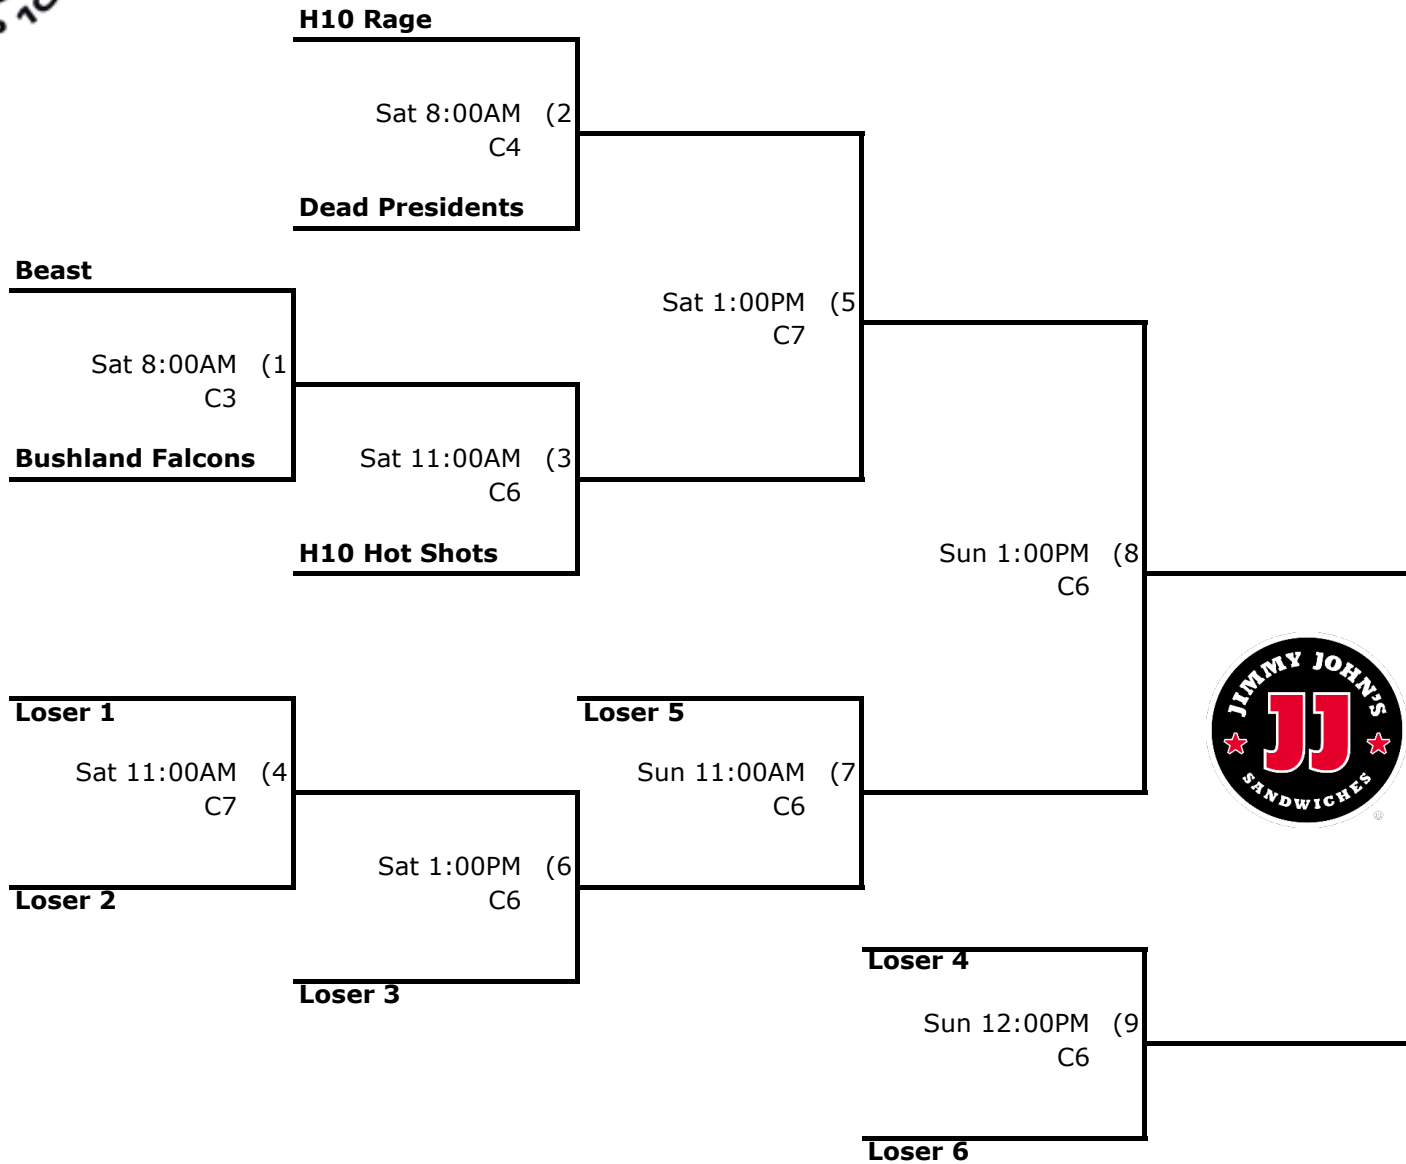 H10 Rage
Sat 8:00AM (2
C4
Dead Presidents
Beast
Sat 1:00PM (5
C7
Sat 8:00AM (1
C3
Bushland Falcons
Sat 11:00AM (3
C6
H10 Hot Shots
Sun 1:00PM (8
C6
JIMMY JOHN'S
JJ
SANDWICHES
®
Loser 1
Loser 5
Sat 11:00AM (4
C7
Sun 11:00AM (7
C6
Sat 1:00PM (6
C6
Loser 2
Loser 4
Loser 3
Sun 12:00PM (9
C6
Loser 6